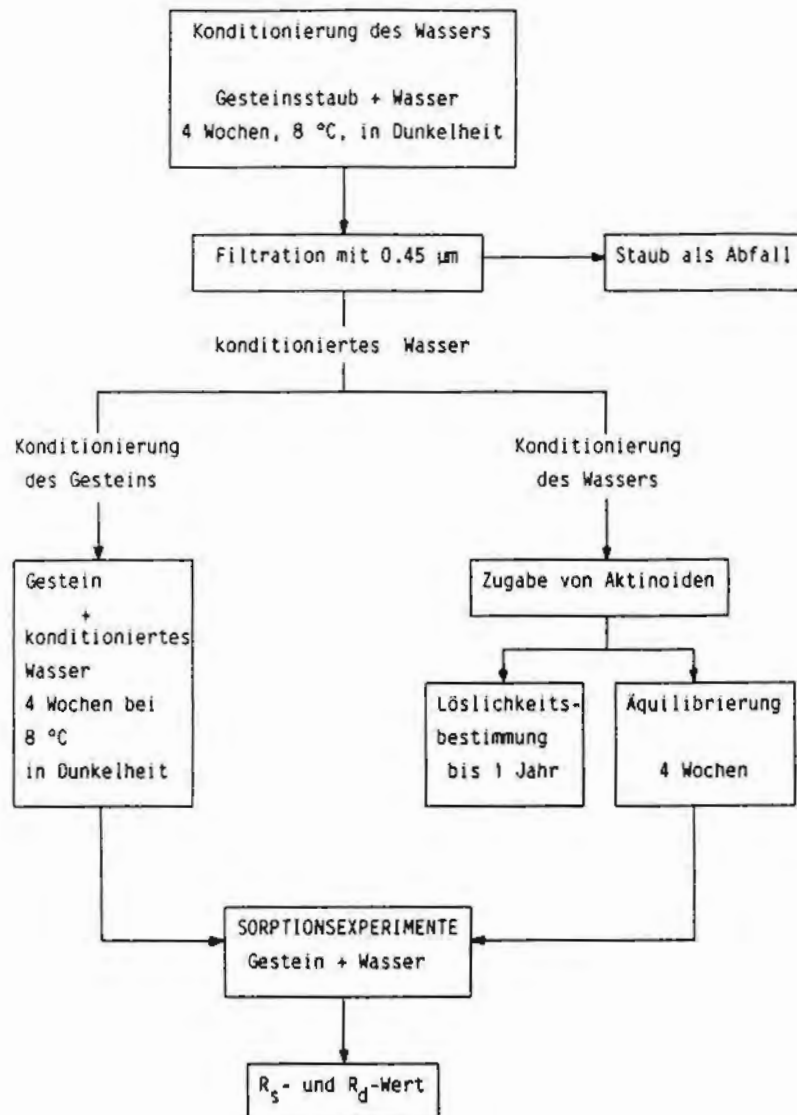 Konditionierung des Wassers
Gesteinsstaub + Wasser
4 Wochen, 8 °C, in Dunkelheit
Filtration mit 0.45 µm
Staub als Abfall
konditioniertes Wasser
Konditionierung
des Gesteins
Konditionierung
des Wassers
Gestein
+
konditioniertes
Wasser
4 Wochen bei
8 °C
in Dunkelheit
Zugabe von Aktinoiden
Löslichkeits-
bestimmung
bis 1 Jahr
Äquilibrierung
4 Wochen
SORPTIONSEXPERIMENTE
Gestein + Wasser
Rs- und Rd-Wert